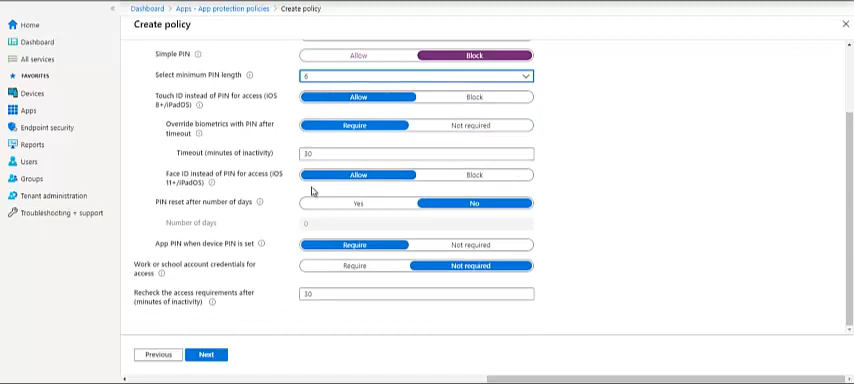 Dashboard > Apps - App protection policies > Create policy
Create policy
Home
Dashboard
All services
FAVORITES
Devices
Apps
Endpoint security
Reports
Users
Groups
Tenant administration
Troubleshooting + support
Simple PIN Allow Block
Select minimum PIN length 6
Touch ID instead of PIN for access (iOS
8+/iPadOS) Allow Block
Override biometrics with PIN after
timeout Require Not required
Timeout (minutes of inactivity) 30
Face ID instead of PIN for access (iOS
11+/iPadOS) Allow Block
PIN reset after number of days Yes No
Number of days 0
App PIN when device PIN is set Require Not required
Work or school account credentials for
access Require Not required
Recheck the access requirements after
(minutes of inactivity) 30
Previous Next